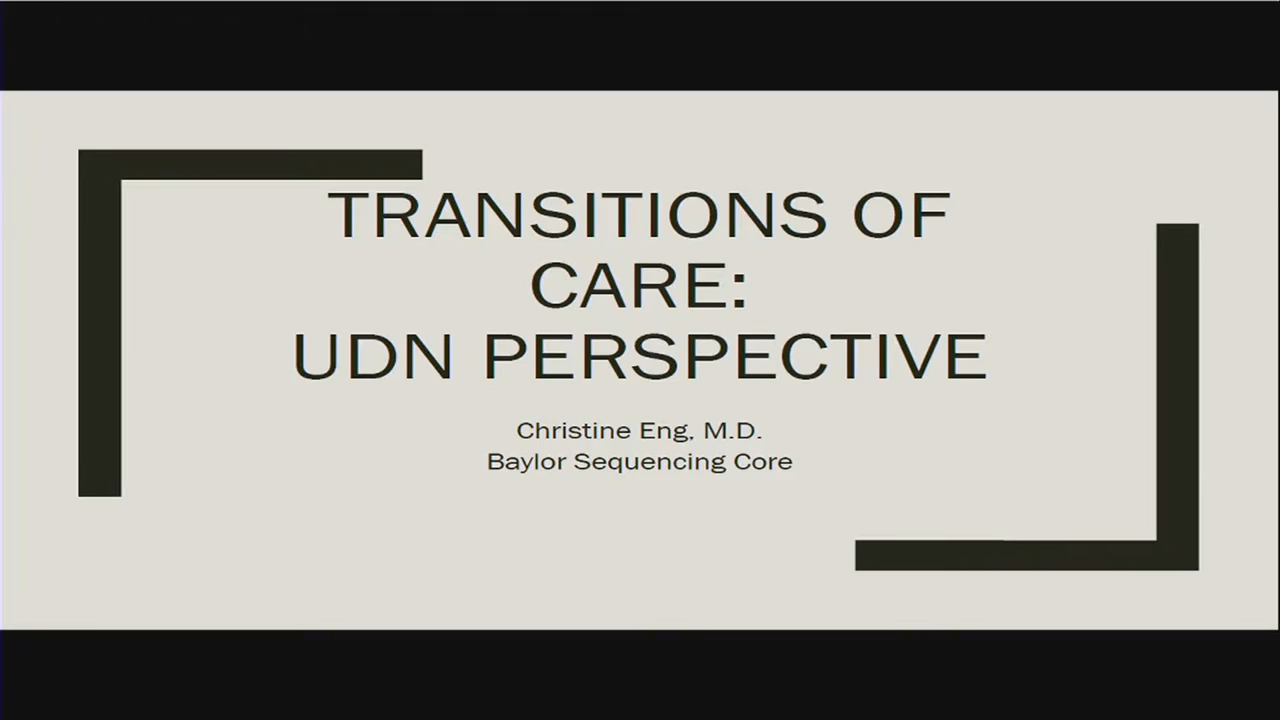 TRANSITIONS OF
CARE:
UDN PERSPECTIVE
Christine Eng, M.D.
Baylor Sequencing Core